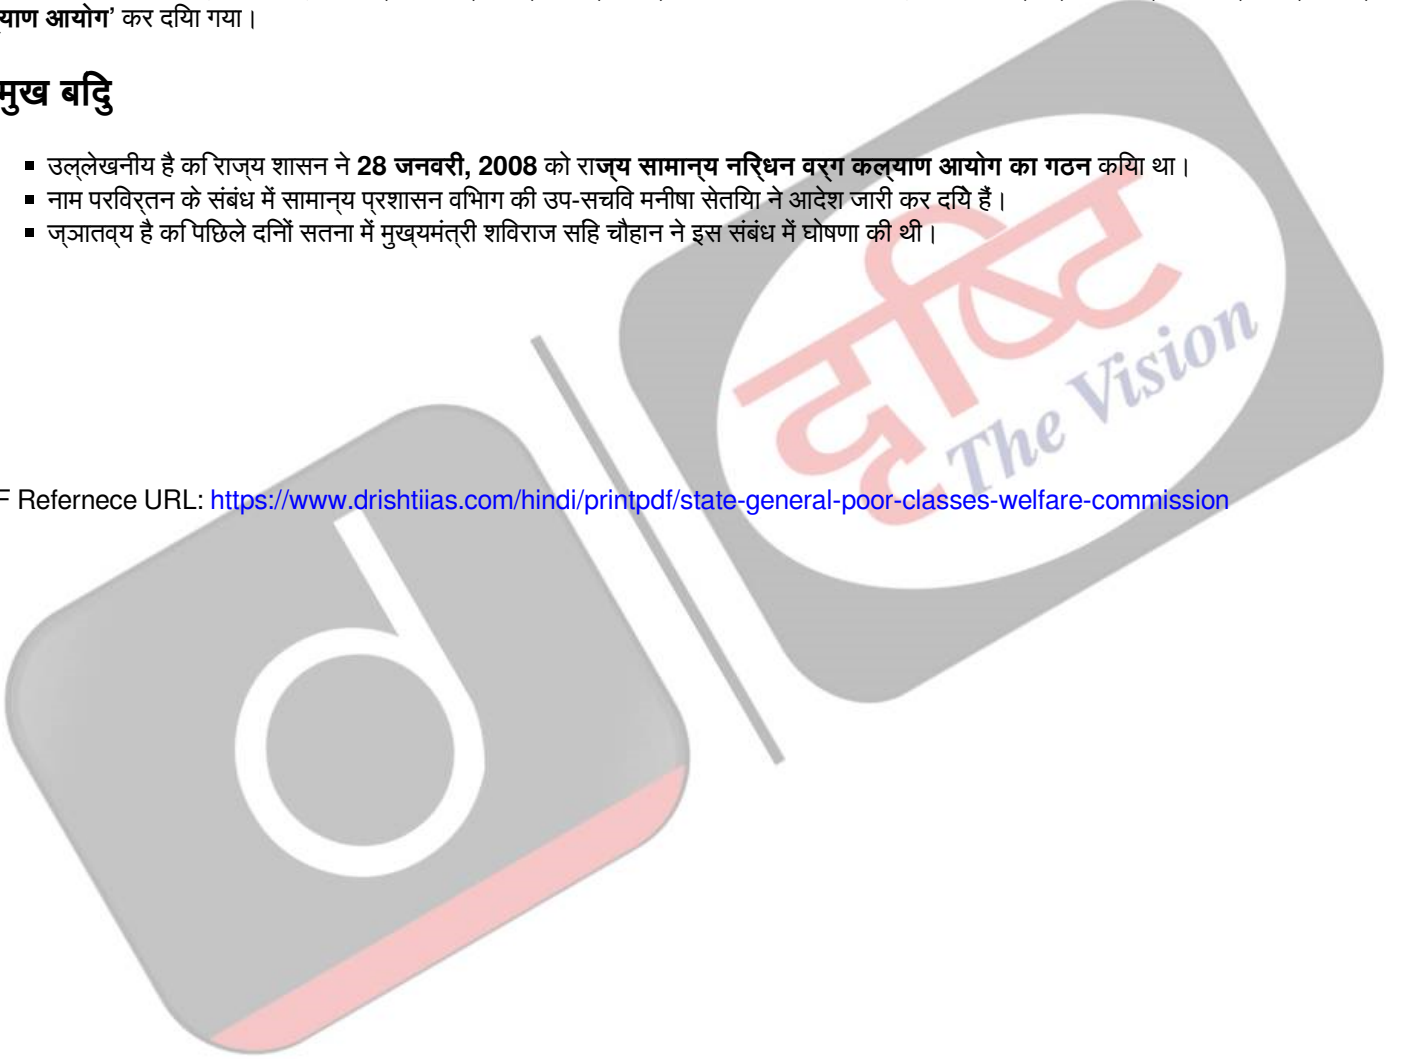 याण आयोग’ कर दिया गया।
मुख बिंदु
▪ उल्लेखनीय है कि राज्य शासन ने 28 जनवरी, 2008 को राज्य सामान्य निर्धन वर्ग कल्याण आयोग का गठन किया था।
▪ नाम परिवर्तन के संबंध में सामान्य प्रशासन विभाग की उप-सचिव मनीषा सेंतिया ने आदेश जारी कर दिये हैं।
▪ ज्ञातव्य है कि पिछले दिनों सतना में मुख्यमंत्री शिवराज सिंह चौहान ने इस संबंध में घोषणा की थी।
दृष्टि
The Vision
F Refernece URL: https://www.drishtiias.com/hindi/printpdf/state-general-poor-classes-welfare-commission
d